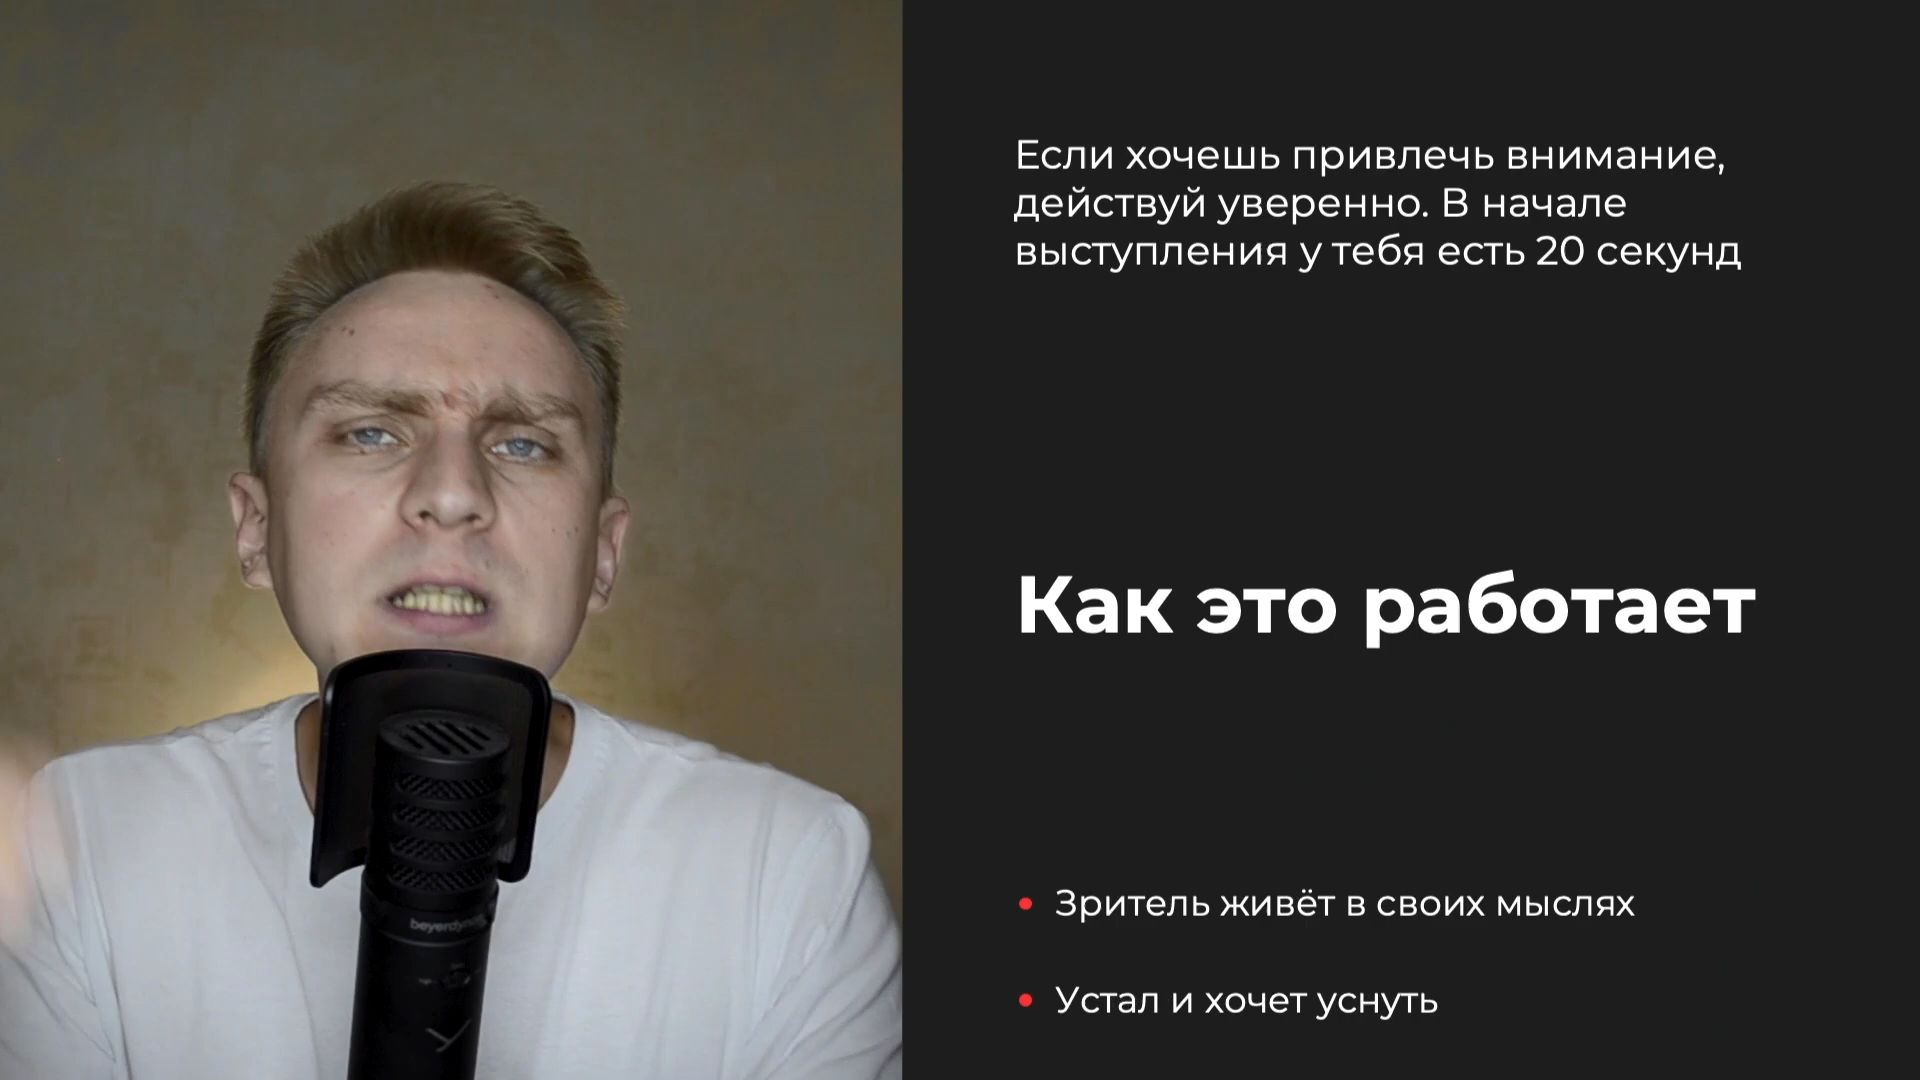 Если хочешь привлечь внимание,
действуй уверенно. В начале
выступления у тебя есть 20 секунд
Как это работает
• Зритель живёт в своих мыслях
• Устал и хочет уснуть